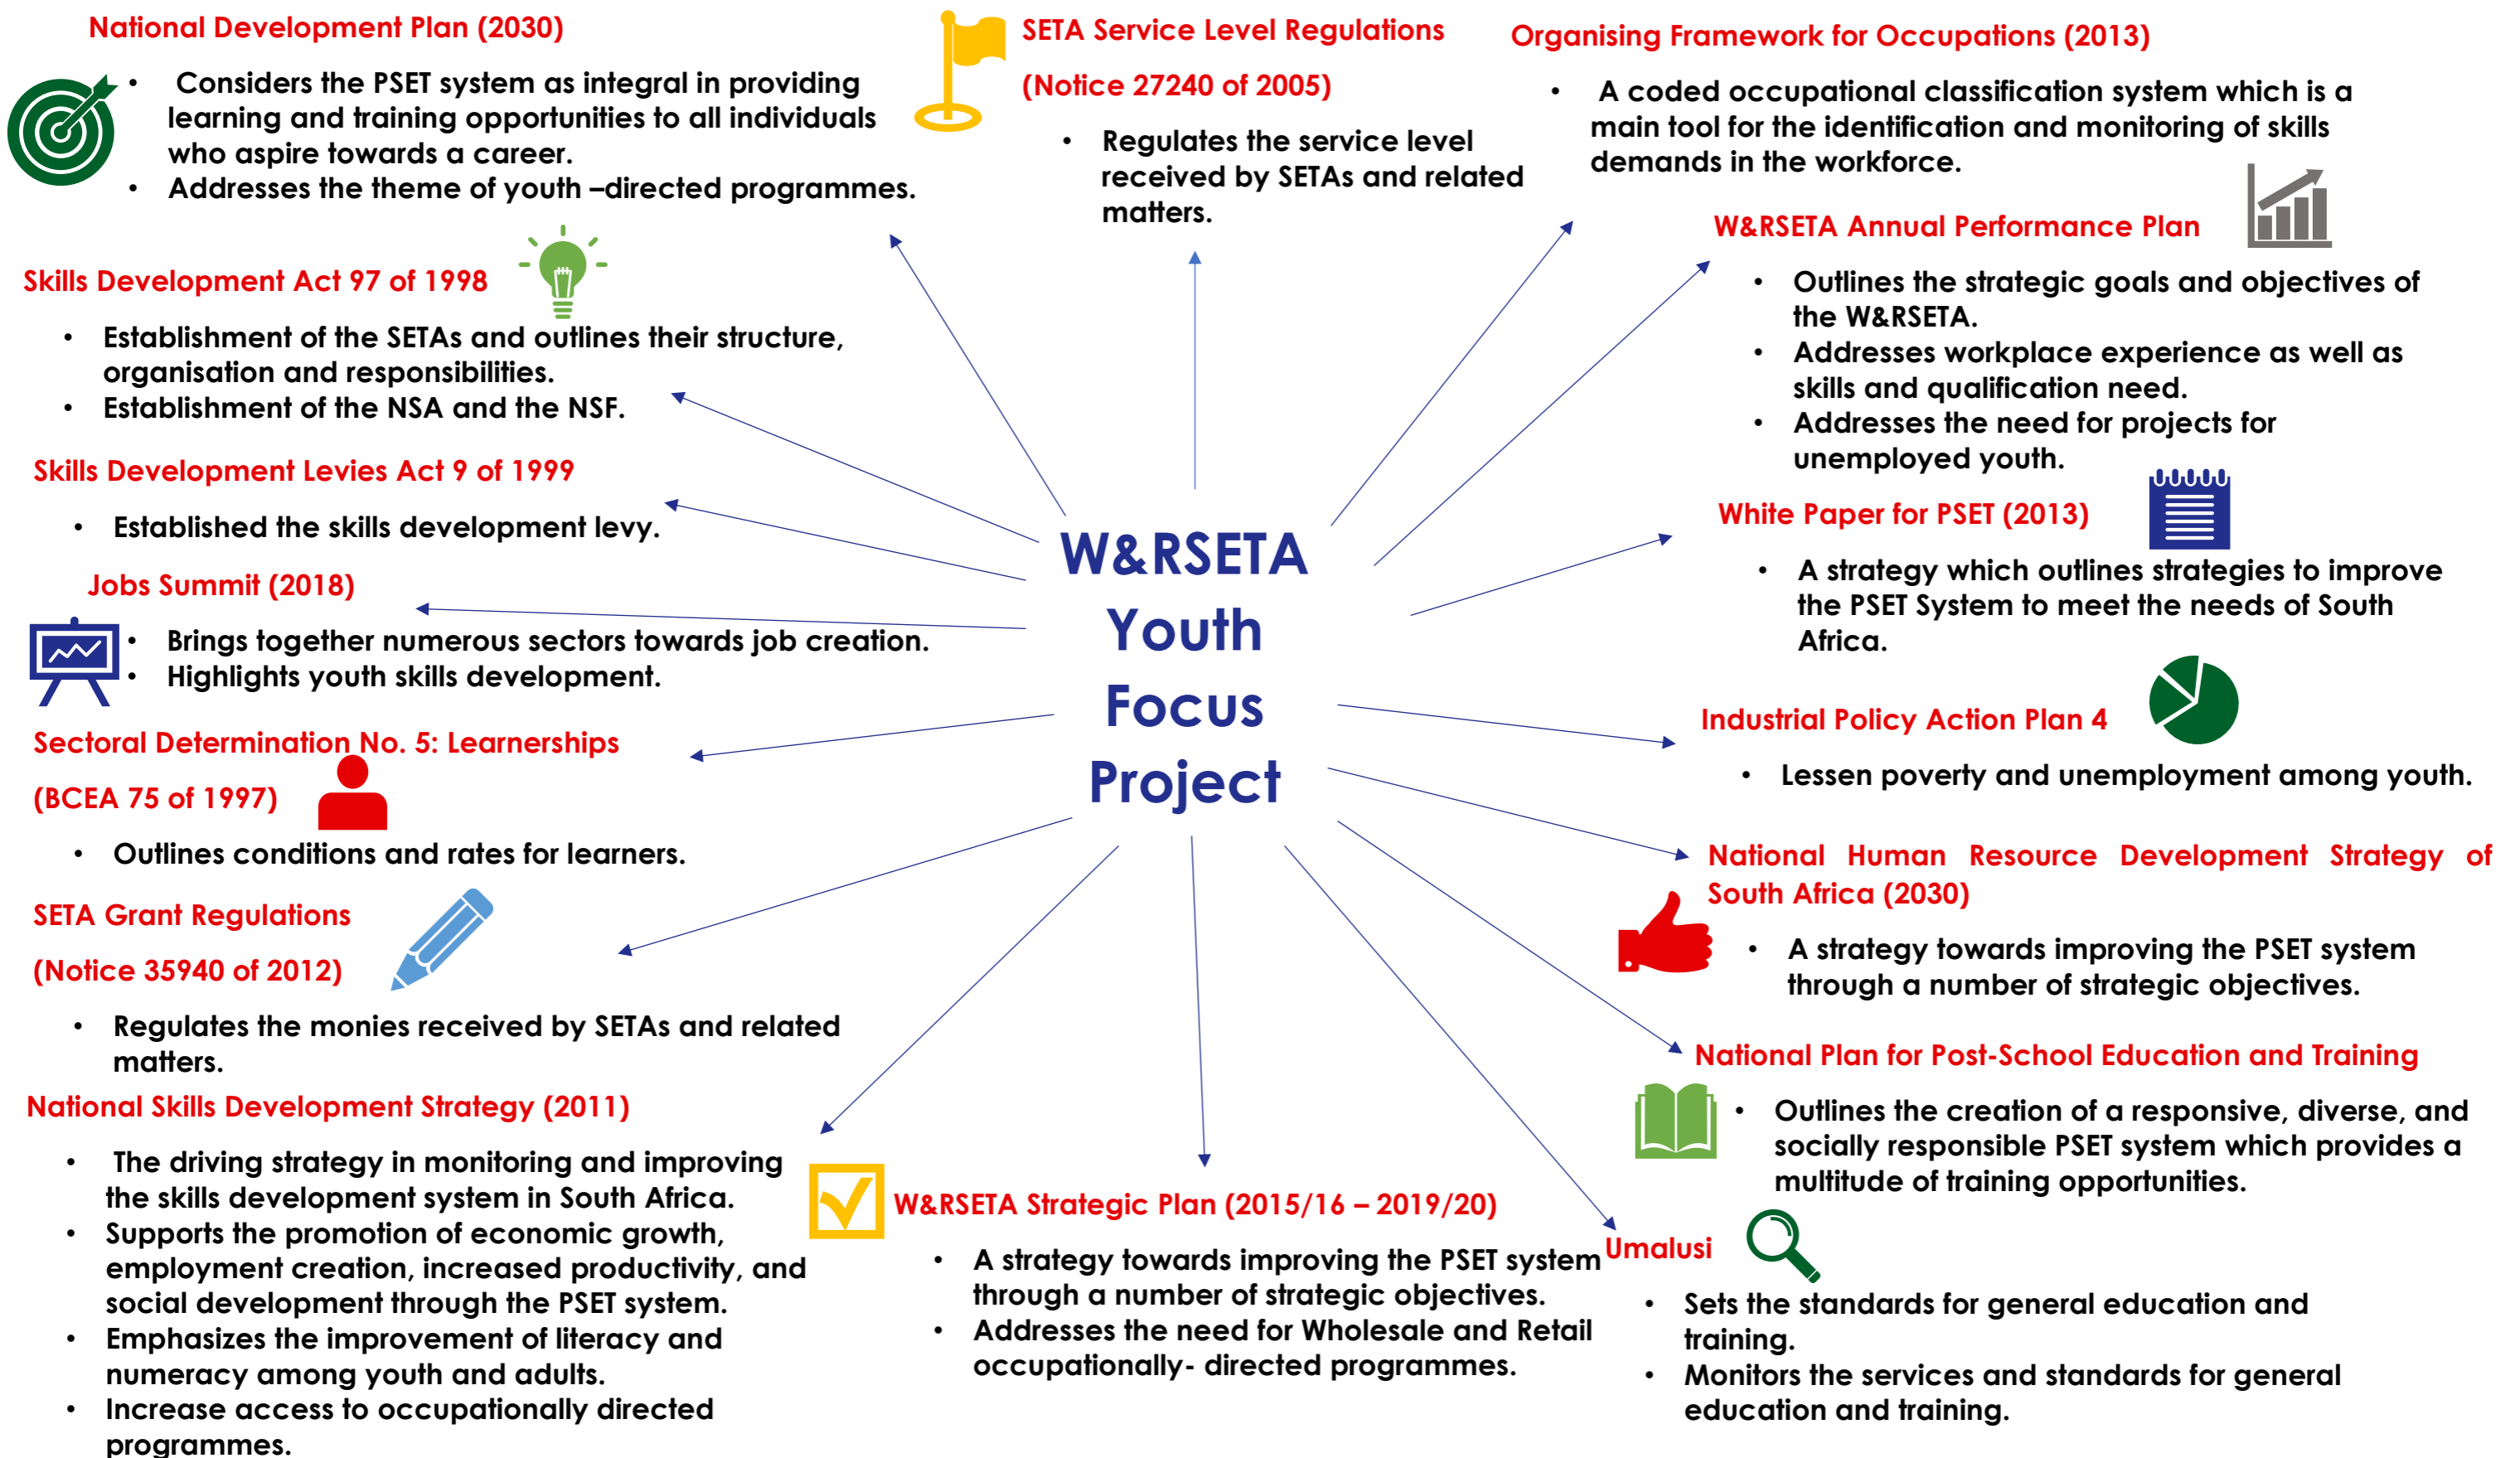 National Development Plan (2030)
• Considers the PSET system as integral in providing
learning and training opportunities to all individuals
who aspire towards a career.
• Addresses the theme of youth –directed programmes.
Skills Development Act 97 of 1998
• Establishment of the SETAs and outlines their structure,
organisation and responsibilities.
• Establishment of the NSA and the NSF.
Skills Development Levies Act 9 of 1999
• Established the skills development levy.
Jobs Summit (2018)
• Brings together numerous sectors towards job creation.
• Highlights youth skills development.
Sectoral Determination No. 5: Learnerships
(BCEA 75 of 1997)
• Outlines conditions and rates for learners.
SETA Grant Regulations
(Notice 35940 of 2012)
• Regulates the monies received by SETAs and related
matters.
National Skills Development Strategy (2011)
• The driving strategy in monitoring and improving
the skills development system in South Africa.
• Supports the promotion of economic growth,
employment creation, increased productivity, and
social development through the PSET system.
• Emphasizes the improvement of literacy and
numeracy among youth and adults.
• Increase access to occupationally directed
programmes.
SETA Service Level Regulations
(Notice 27240 of 2005)
• Regulates the service level
received by SETAs and related
matters.
W&RSETA
Youth
Focus
Project
W&RSETA Strategic Plan (2015/16 – 2019/20)
• A strategy towards improving the PSET system
through a number of strategic objectives.
• Addresses the need for Wholesale and Retail
occupationally- directed programmes.
Organising Framework for Occupations (2013)
• A coded occupational classification system which is a
main tool for the identification and monitoring of skills
demands in the workforce.
W&RSETA Annual Performance Plan
• Outlines the strategic goals and objectives of
the W&RSETA.
• Addresses workplace experience as well as
skills and qualification need.
• Addresses the need for projects for
unemployed youth.
White Paper for PSET (2013)
• A strategy which outlines strategies to improve
the PSET System to meet the needs of South
Africa.
Industrial Policy Action Plan 4
• Lessen poverty and unemployment among youth.
National Human Resource Development Strategy of
South Africa (2030)
• A strategy towards improving the PSET system
through a number of strategic objectives.
National Plan for Post-School Education and Training
• Outlines the creation of a responsive, diverse, and
socially responsible PSET system which provides a
multitude of training opportunities.
Umalusi
• Sets the standards for general education and
training.
• Monitors the services and standards for general
education and training.